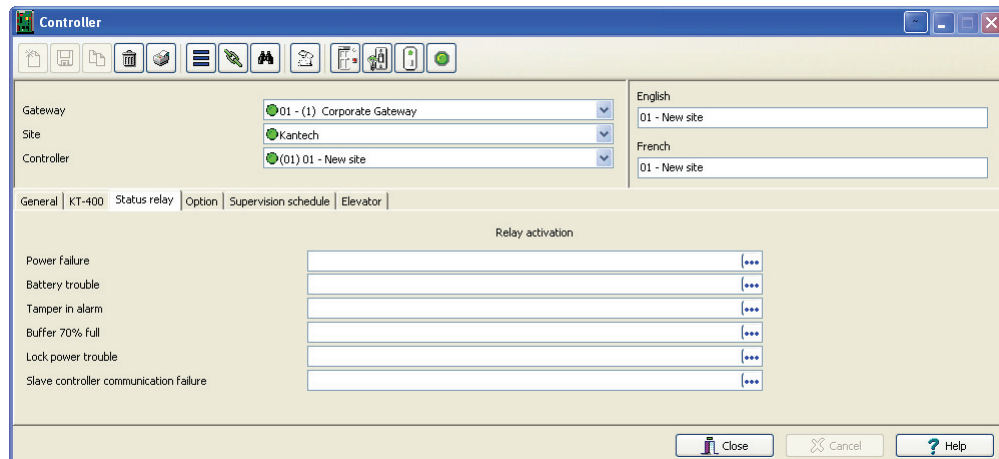 Controller
Gateway
01 - (1) Corporate Gateway
Site
Kantech
Controller
(01) 01 - New site
English
01 - New site
French
01 - New site
General KT-400 Status relay Option Supervision schedule Elevator
Relay activation
Power failure
Battery trouble
Tamper in alarm
Buffer 70% full
Lock power trouble
Slave controller communication failure
Close Cancel Help